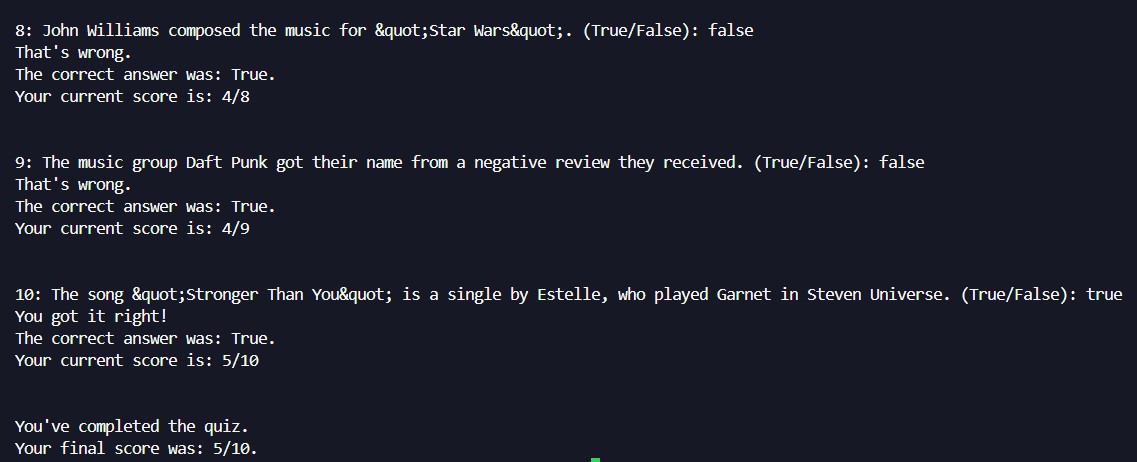 8: John Williams composed the music for &quot;Star Wars&quot;. (True/False): false
That's wrong.
The correct answer was: True.
Your current score is: 4/8
9: The music group Daft Punk got their name from a negative review they received. (True/False): false
That's wrong.
The correct answer was: True.
Your current score is: 4/9
10: The song &quot;Stronger Than You&quot; is a single by Estelle, who played Garnet in Steven Universe. (True/False): true
You got it right!
The correct answer was: True.
Your current score is: 5/10
You've completed the quiz.
Your final score was: 5/10.